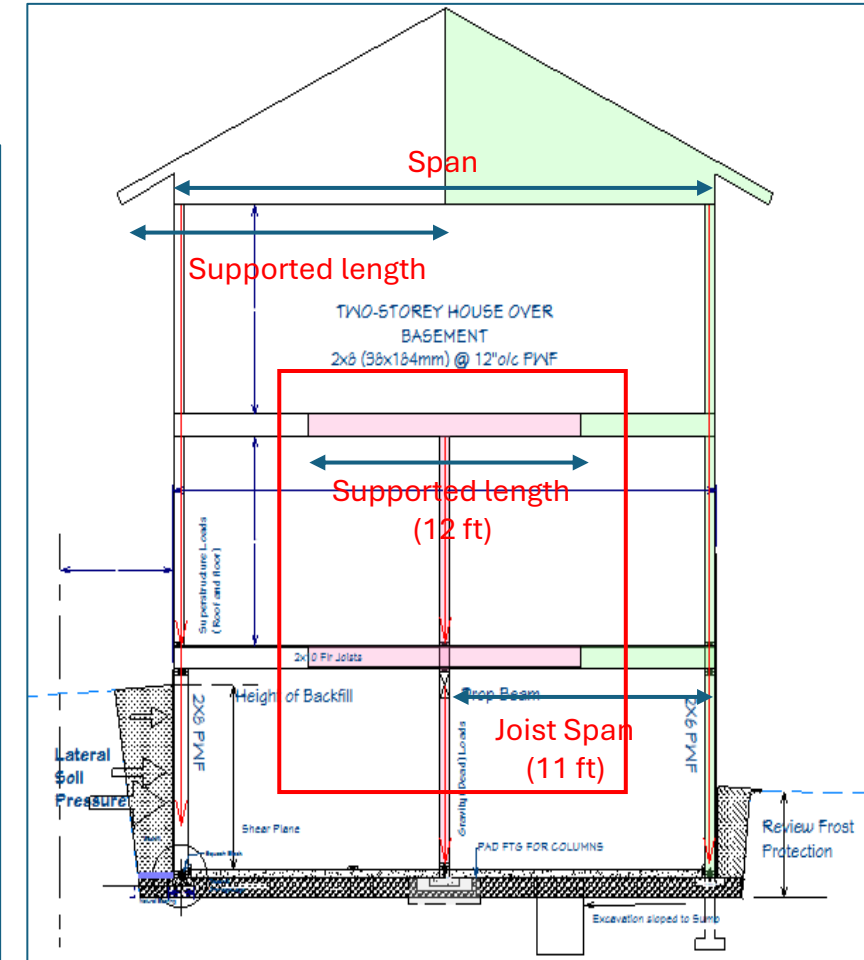 Span
Supported length
TWO-STOREY HOUSE OVER
BASEMENT
2x8 (38x184mm) @ 12"o/c PWF
Supported length
(12 ft)
Superstructure Loads
(Roof and floor)
2x10 Fir Joists
Height of Backfill
Drop Beam
2X8 PWF
2X6 PWF
Joist Span
(11 ft)
Lateral
Soil
Pressure
Gravity (Dead) Loads
Shear Plane
Review Frost
Protection
PAD FTG FOR COLUMNS
Squash Block
Excavation sloped to Sump